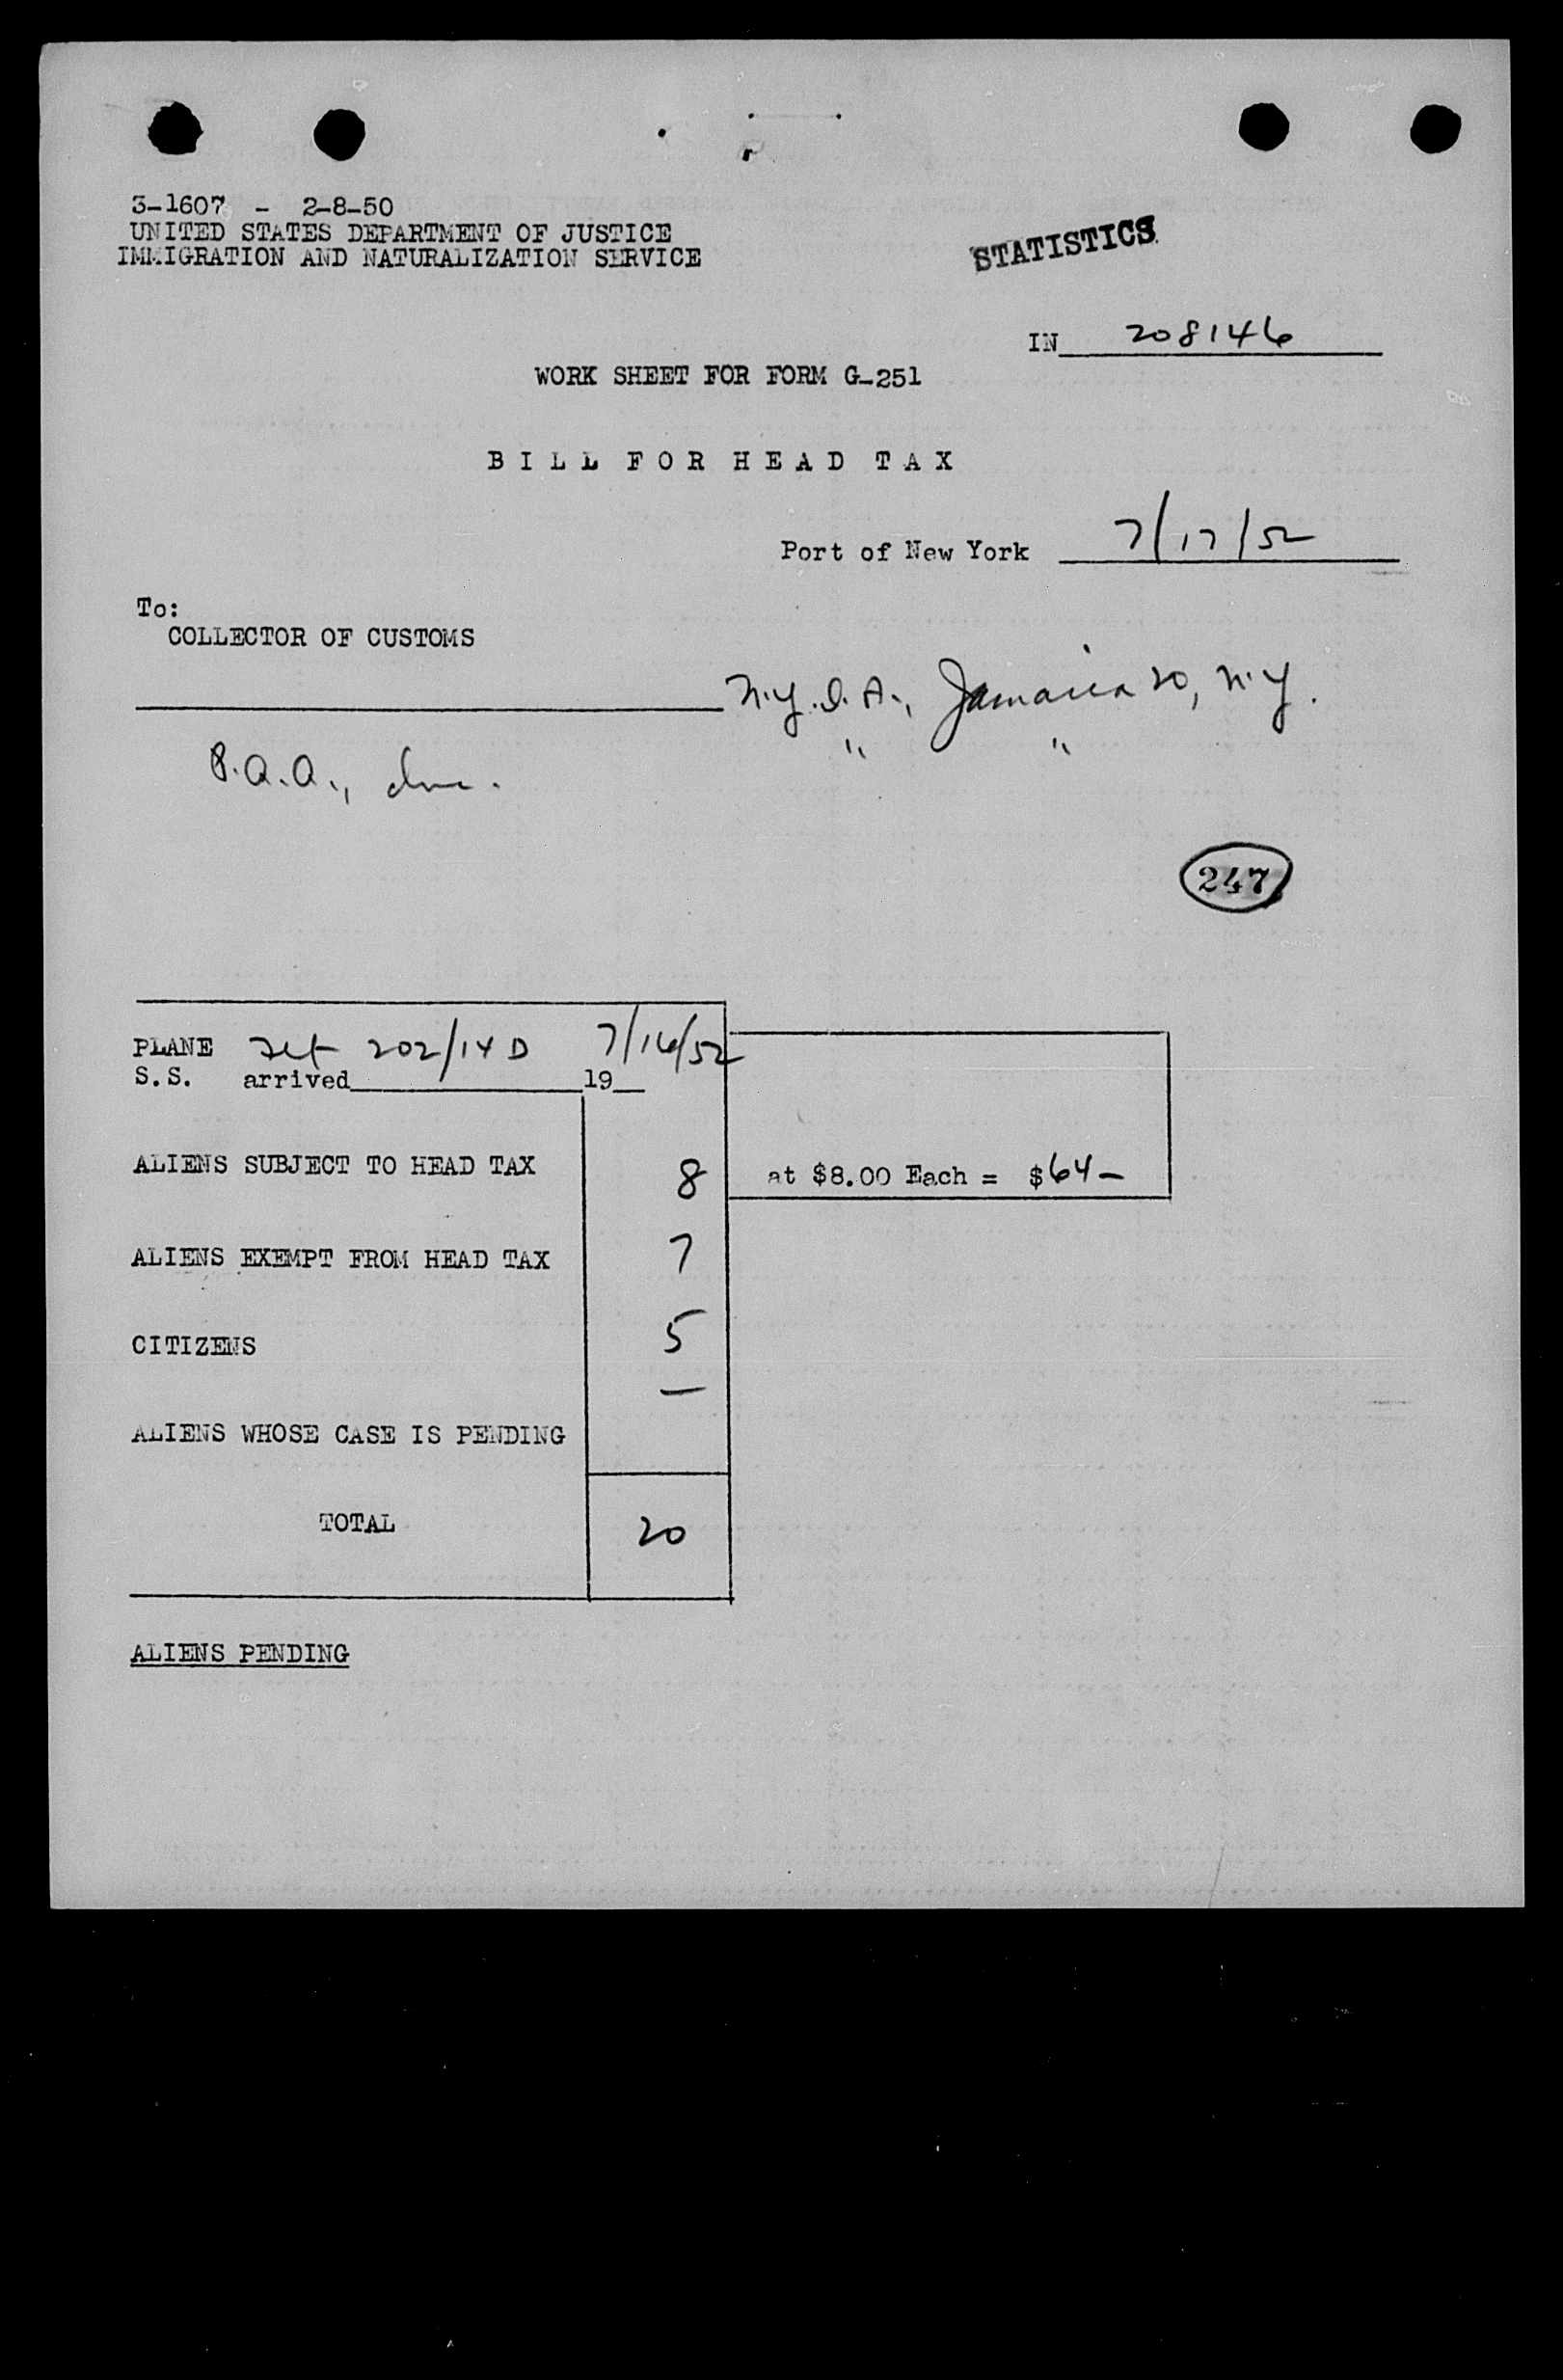 3-1607 - 2-8-50
UNITED STATES DEPARTMENT OF JUSTICE
IMMIGRATION AND NATURALIZATION SERVICE
STATISTICS
IN 208146
WORK SHEET FOR FORM G-251
BILL FOR HEAD TAX
Port of New York 7/17/52
To:
COLLECTOR OF CUSTOMS
N.Y.I.A., Jamaica 20, N.Y.
P.A.A., Inc. " "
247
PLANE Flt 202/14D 7/16/52
S.S. arrived 19
ALIENS SUBJECT TO HEAD TAX 8 at $8.00 Each = $64-
ALIENS EXEMPT FROM HEAD TAX 7
CITIZENS 5
ALIENS WHOSE CASE IS PENDING —
TOTAL 20
ALIENS PENDING